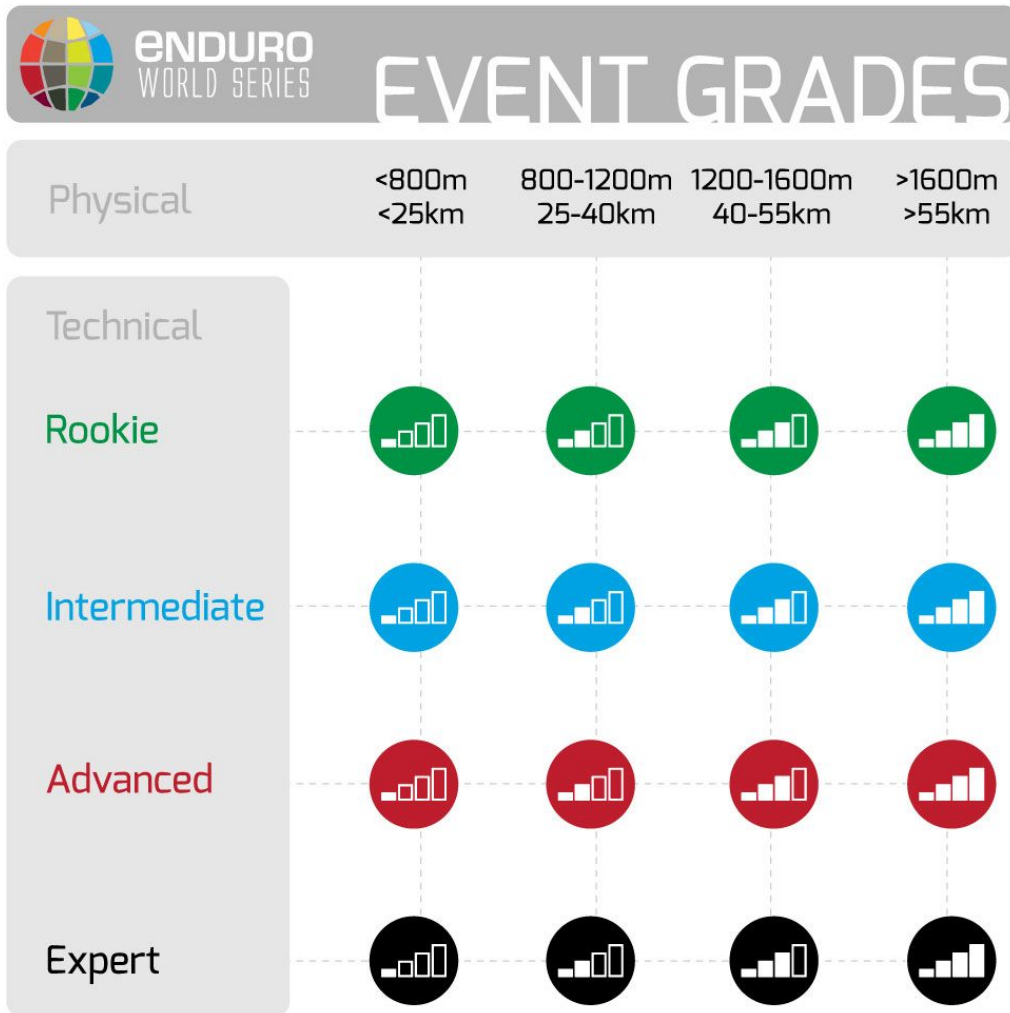 eNDURO
WORLD SERIES
EVENT GRADES
Physical
<800m 800-1200m 1200-1600m >1600m
<25km 25-40km 40-55km >55km
Technical
Rookie
Intermediate
Advanced
Expert